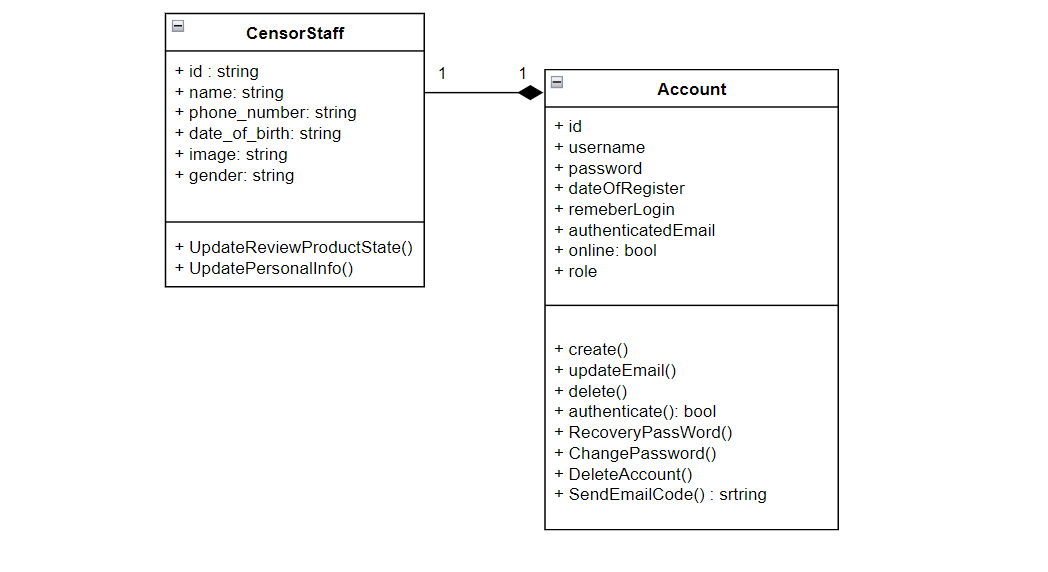 CensorStaff
+ id : string
+ name: string
+ phone_number: string
+ date_of_birth: string
+ image: string
+ gender: string
+ UpdateReviewProductState()
+ UpdatePersonalInfo()
1
1
Account
+ id
+ username
+ password
+ dateOfRegister
+ remeberLogin
+ authenticatedEmail
+ online: bool
+ role
+ create()
+ updateEmail()
+ delete()
+ authenticate(): bool
+ RecoveryPassWord()
+ ChangePassword()
+ DeleteAccount()
+ SendEmailCode() : srtring